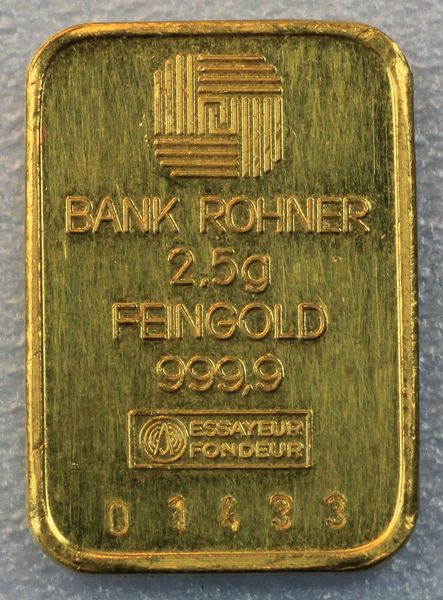 BANK ROHNER
2,5g
FEINGOLD
999,9
ESSAYEUR
FONDEUR
01433